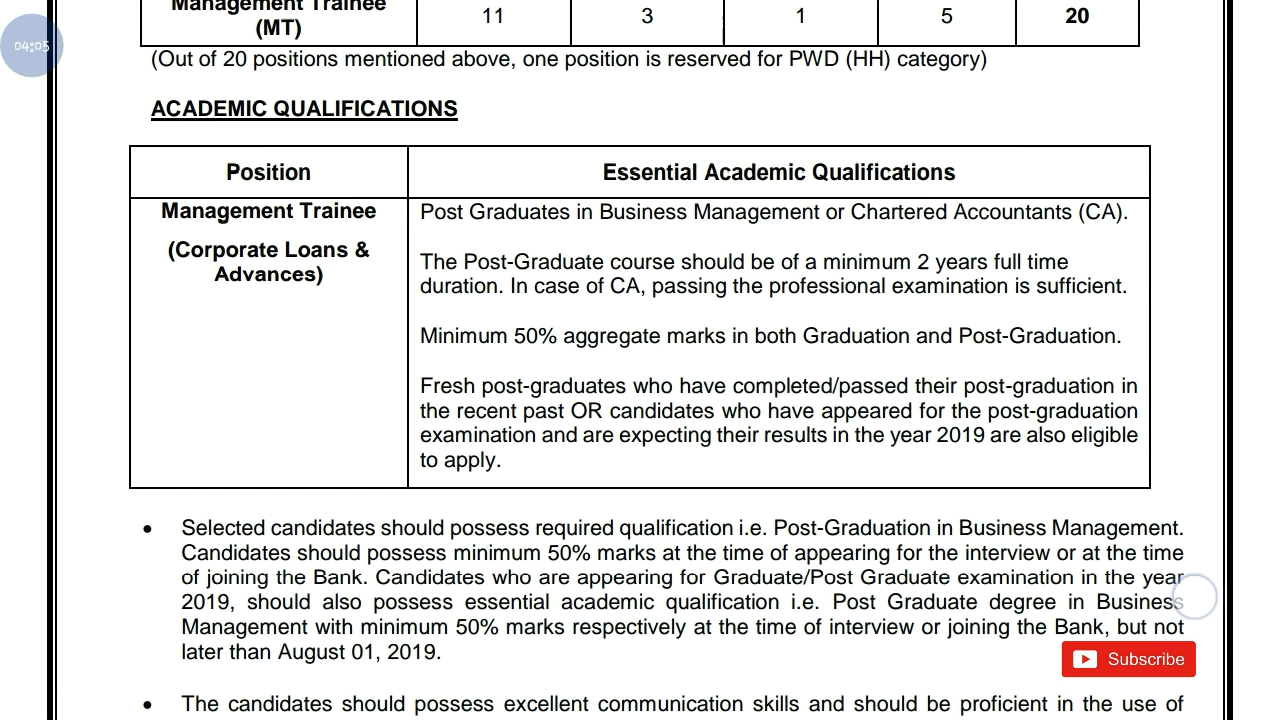 04:05
Management Trainee
(MT)
11
3
1
5
20
(Out of 20 positions mentioned above, one position is reserved for PWD (HH) category)
ACADEMIC QUALIFICATIONS
Position
Essential Academic Qualifications
Management Trainee
(Corporate Loans &
Advances)
Post Graduates in Business Management or Chartered Accountants (CA).
The Post-Graduate course should be of a minimum 2 years full time
duration. In case of CA, passing the professional examination is sufficient.
Minimum 50% aggregate marks in both Graduation and Post-Graduation.
Fresh post-graduates who have completed/passed their post-graduation in
the recent past OR candidates who have appeared for the post-graduation
examination and are expecting their results in the year 2019 are also eligible
to apply.
• Selected candidates should possess required qualification i.e. Post-Graduation in Business Management.
Candidates should possess minimum 50% marks at the time of appearing for the interview or at the time
of joining the Bank. Candidates who are appearing for Graduate/Post Graduate examination in the year
2019, should also possess essential academic qualification i.e. Post Graduate degree in Business
Management with minimum 50% marks respectively at the time of interview or joining the Bank, but not
later than August 01, 2019.
Subscribe
• The candidates should possess excellent communication skills and should be proficient in the use of